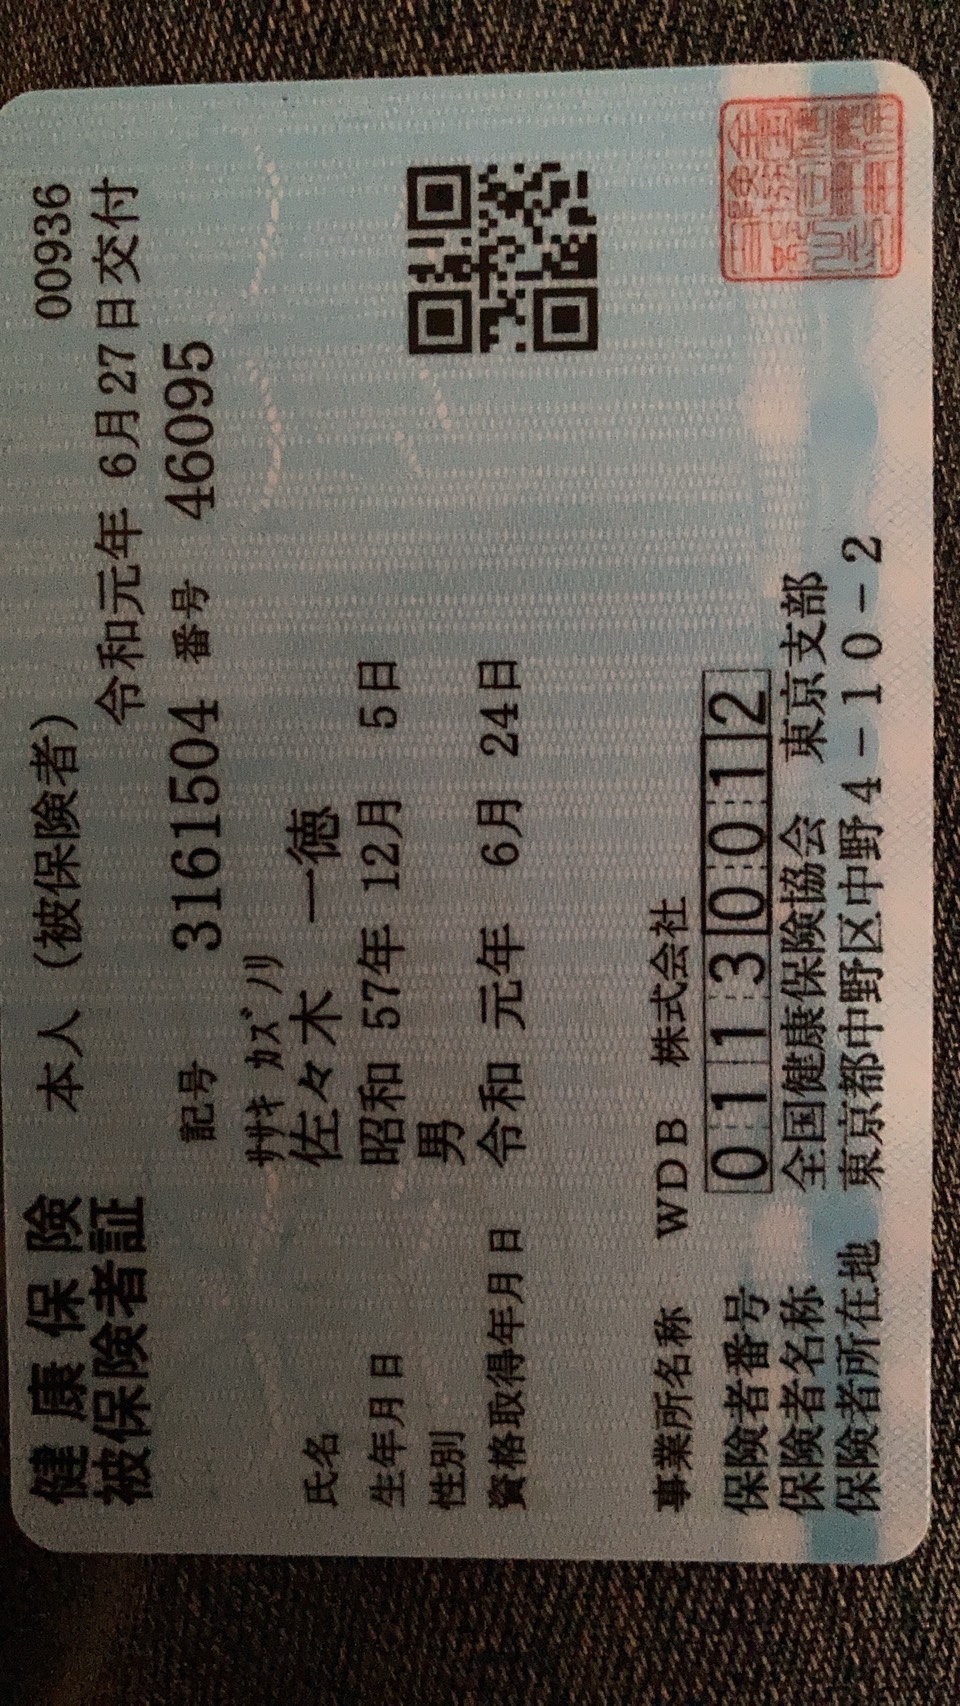 健康保険 本人（被保険者） 00936
被保険者証 令和元年 6月27日交付
記号 3161504 番号 46095
ｻｻｷ ｶｽﾞﾉﾘ
氏名 佐々木 一徳
生年月日 昭和 57年 12月 5日
性別 男
資格取得年月日 令和 元年 6月 24日
事業所名称 WDB 株式会社
保険者番号 01130012
保険者名称 全国健康保険協会 東京支部
保険者所在地 東京都中野区中野4－10－2